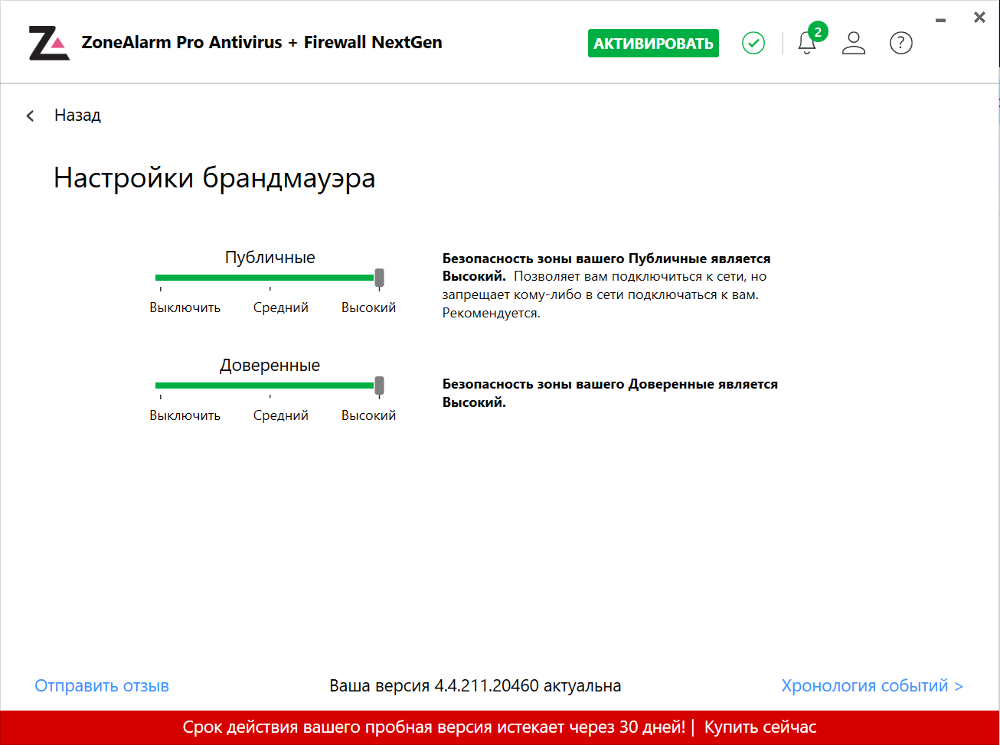 ZoneAlarm Pro Antivirus + Firewall NextGen
АКТИВИРОВАТЬ
2
?
Назад
Настройки брандмауэра
Публичные
Выключить Средний Высокий
Безопасность зоны вашего Публичные является
Высокий. Позволяет вам подключиться к сети, но
запрещает кому-либо в сети подключаться к вам.
Рекомендуется.
Доверенные
Выключить Средний Высокий
Безопасность зоны вашего Доверенные является
Высокий.
Отправить отзыв
Ваша версия 4.4.211.20460 актуальна
Хронология событий >
Срок действия вашего пробная версия истекает через 30 дней! | Купить сейчас